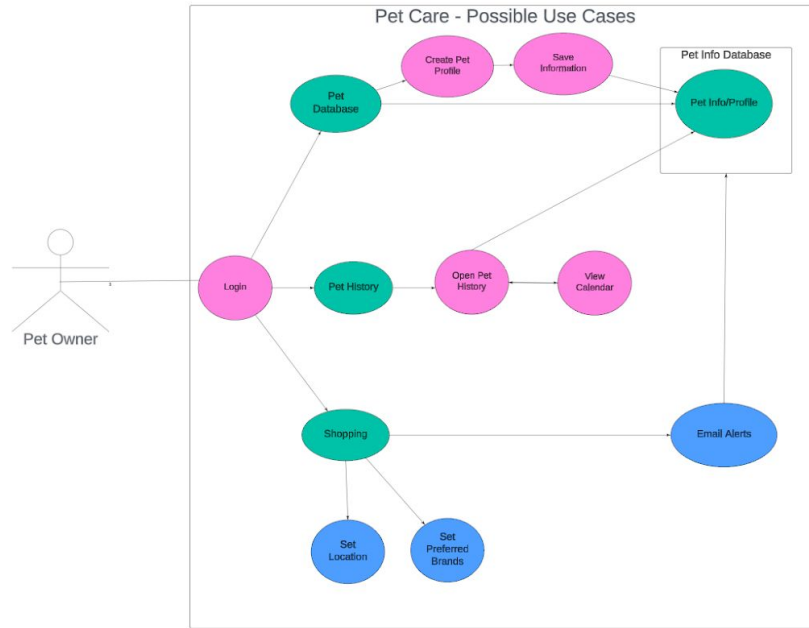 Pet Care - Possible Use Cases
Create Pet
Profile
Save
Information
Pet Info Database
Pet
Database
Pet Info/Profile
Login
Pet History
Open Pet
History
View
Calendar
Pet Owner
Shopping
Email Alerts
Set
Location
Set
Preferred
Brands